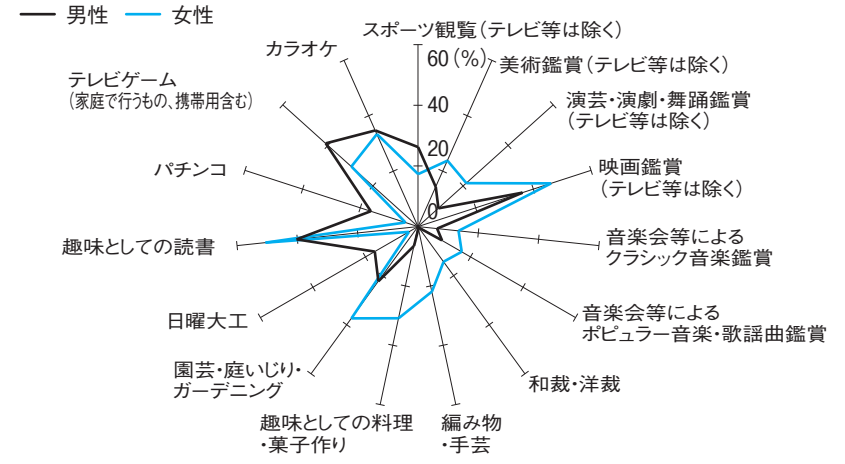 男性 女性
スポーツ観覧(テレビ等は除く)
60(%)
40
20
0
美術鑑賞(テレビ等は除く)
演芸・演劇・舞踊鑑賞
(テレビ等は除く)
映画鑑賞
(テレビ等は除く)
音楽会等による
クラシック音楽鑑賞
音楽会等による
ポピュラー音楽・歌謡曲鑑賞
和裁・洋裁
編み物
・手芸
趣味としての料理
・菓子作り
園芸・庭いじり・
ガーデニング
日曜大工
趣味としての読書
パチンコ
テレビゲーム
(家庭で行うもの、携帯用含む)
カラオケ